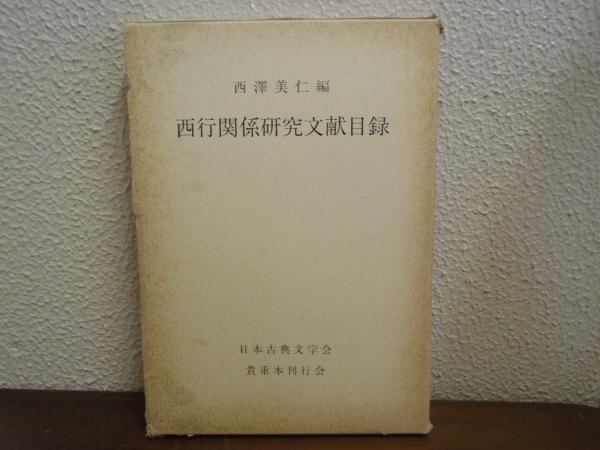 西澤美仁編
西行関係研究文献目録
日本古典文学会
貴重本刊行会